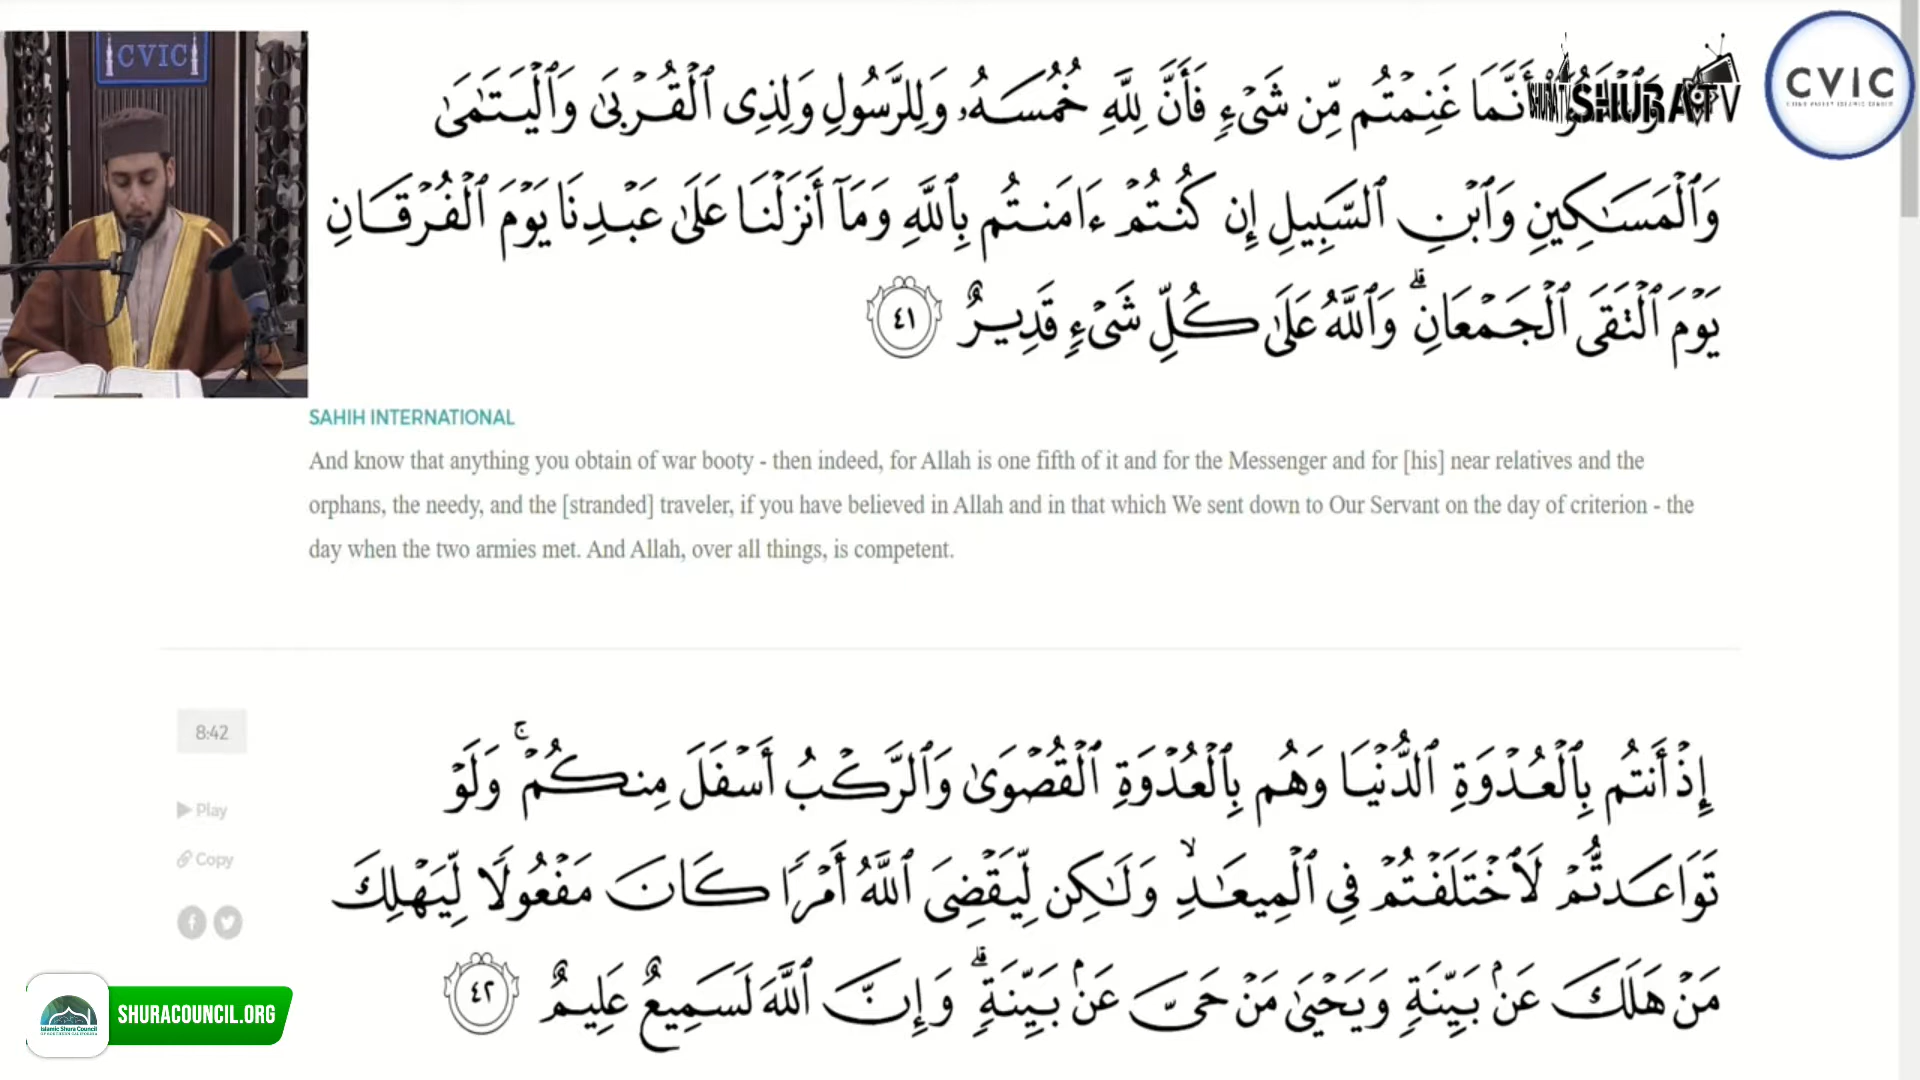 CVIC
SHURA TV
CVIC
أَنَّمَا غَنِمْتُم مِّن شَىْءٍ فَأَنَّ لِلَّهِ خُمُسَهُۥ وَلِلرَّسُولِ وَلِذِى ٱلْقُرْبَىٰ وَٱلْيَتَـٰمَىٰ
وَٱلْمَسَـٰكِينِ وَٱبْنِ ٱلسَّبِيلِ إِن كُنتُمْ ءَامَنتُم بِٱللَّهِ وَمَآ أَنزَلْنَا عَلَىٰ عَبْدِنَا يَوْمَ ٱلْفُرْقَانِ
يَوْمَ ٱلْتَقَى ٱلْجَمْعَانِ ۗ وَٱللَّهُ عَلَىٰ كُلِّ شَىْءٍ قَدِيرٌ ٤١
SAHIH INTERNATIONAL
And know that anything you obtain of war booty - then indeed, for Allah is one fifth of it and for the Messenger and for [his] near relatives and the
orphans, the needy, and the [stranded] traveler, if you have believed in Allah and in that which We sent down to Our Servant on the day of criterion - the
day when the two armies met. And Allah, over all things, is competent.
8:42
Play
Copy
إِذْ أَنتُم بِٱلْعُدْوَةِ ٱلدُّنْيَا وَهُم بِٱلْعُدْوَةِ ٱلْقُصْوَىٰ وَٱلرَّكْبُ أَسْفَلَ مِنكُمْ ۚ وَلَوْ
تَوَاعَدتُّمْ لَٱخْتَلَفْتُمْ فِى ٱلْمِيعَـٰدِ ۙ وَلَـٰكِن لِّيَقْضِىَ ٱللَّهُ أَمْرًا كَانَ مَفْعُولًا لِّيَهْلِكَ
مَنْ هَلَكَ عَنۢ بَيِّنَةٍ وَيَحْيَىٰ مَنْ حَىَّ عَنۢ بَيِّنَةٍ ۗ وَإِنَّ ٱللَّهَ لَسَمِيعٌ عَلِيمٌ ٤٢
Islamic Shura Council
SHURACOUNCIL.ORG